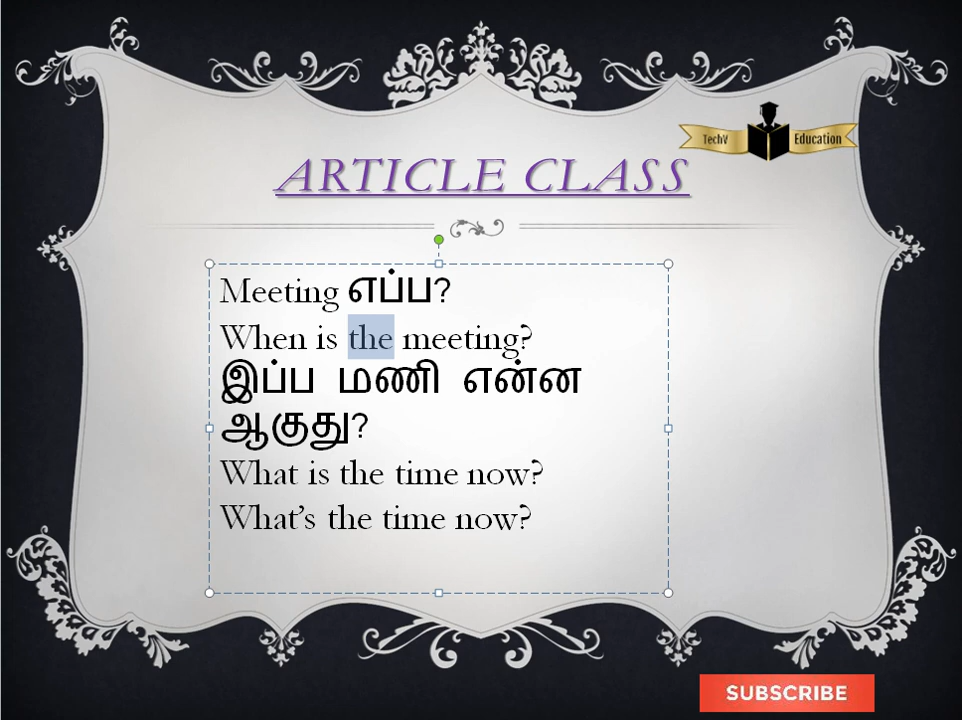 TechV Education
ARTICLE CLASS
Meeting எப்ப?
When is the meeting?
இப்ப மணி என்ன
ஆகுது?
What is the time now?
What’s the time now?
SUBSCRIBE